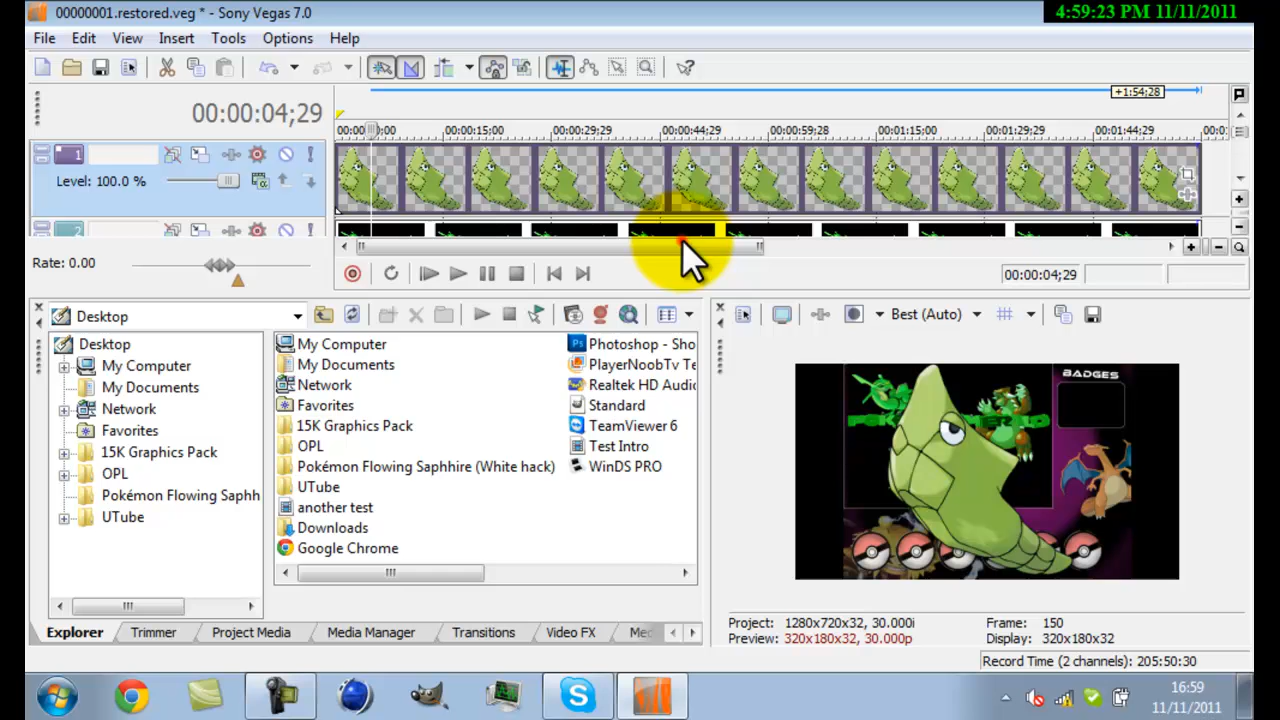 00000001.restored.veg * - Sony Vegas 7.0
4:59:23 PM 11/11/2011
File Edit View Insert Tools Options Help
+1:54;28
00:00:04;29
00:00:15;00 00:00:29;29 00:00:44;29 00:00:59;28 00:01:15;00 00:01:29;29 00:01:44;29
1
Level: 100.0 %
2
Rate: 0.00
00:00:04;29
Desktop
Best (Auto)
Desktop
My Computer
My Documents
Network
Favorites
15K Graphics Pack
OPL
Pokémon Flowing Saphh
UTube
My Computer
My Documents
Network
Favorites
15K Graphics Pack
OPL
Pokémon Flowing Saphhire (White hack)
UTube
another test
Downloads
Google Chrome
Photoshop - Sho
PlayerNoobTv Te
Realtek HD Audio
Standard
TeamViewer 6
Test Intro
WinDS PRO
BADGES
Explorer Trimmer Project Media Media Manager Transitions Video FX Me
Project: 1280x720x32, 30.000i
Preview: 320x180x32, 30.000p
Frame: 150
Display: 320x180x32
Record Time (2 channels): 205:50:30
16:59
11/11/2011